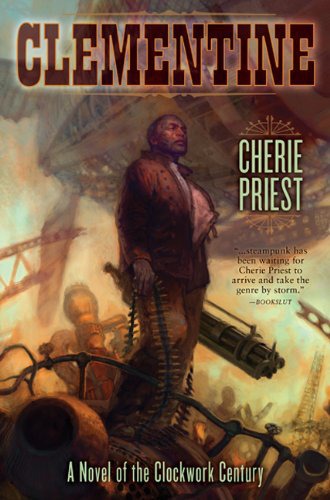 CLEMENTINE
CHERIE
PRIEST
“...steampunk has
been waiting for
Cherie Priest to
arrive and take the
genre by storm.”
—BOOKSLUT
A Novel of the Clockwork Century